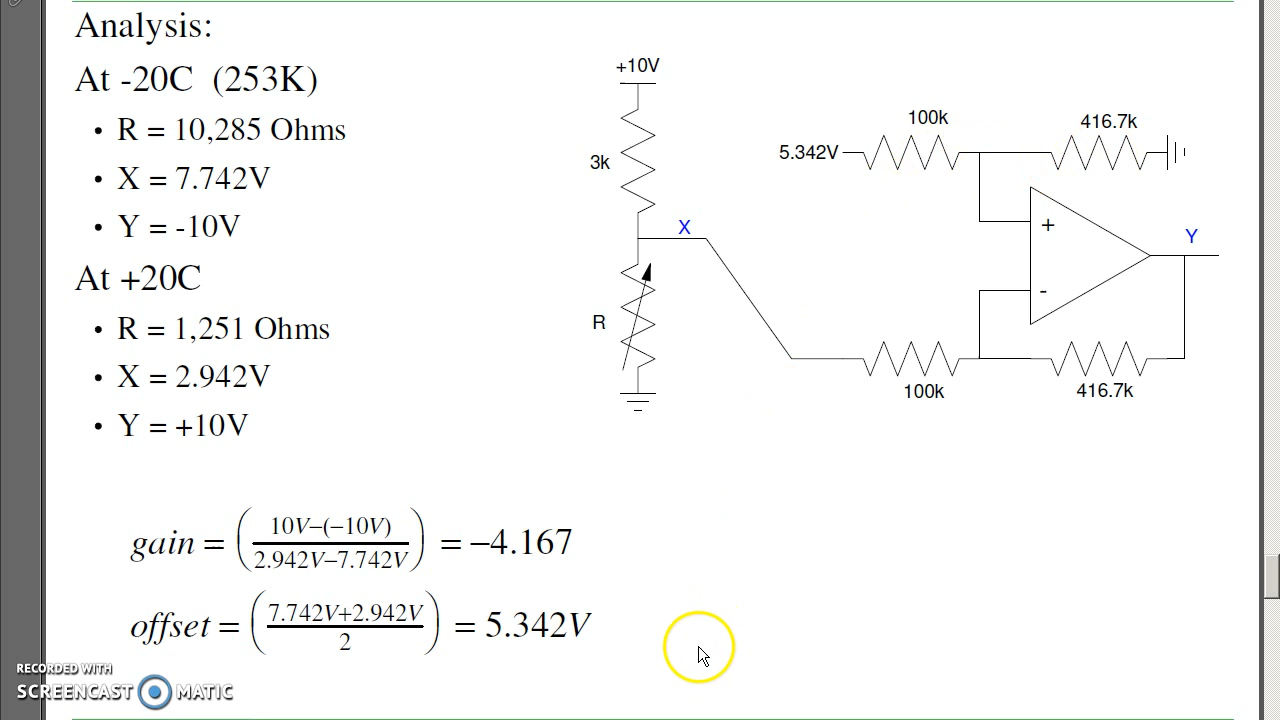 Analysis:
At -20C (253K)
• R = 10,285 Ohms
• X = 7.742V
• Y = -10V
At +20C
• R = 1,251 Ohms
• X = 2.942V
• Y = +10V
gain = (10V−(−10V) / 2.942V−7.742V) = −4.167
offset = (7.742V+2.942V / 2) = 5.342V
+10V
3k
X
R
5.342V
100k
416.7k
+
-
Y
100k
416.7k
RECORDED WITH
SCREENCAST MATIC